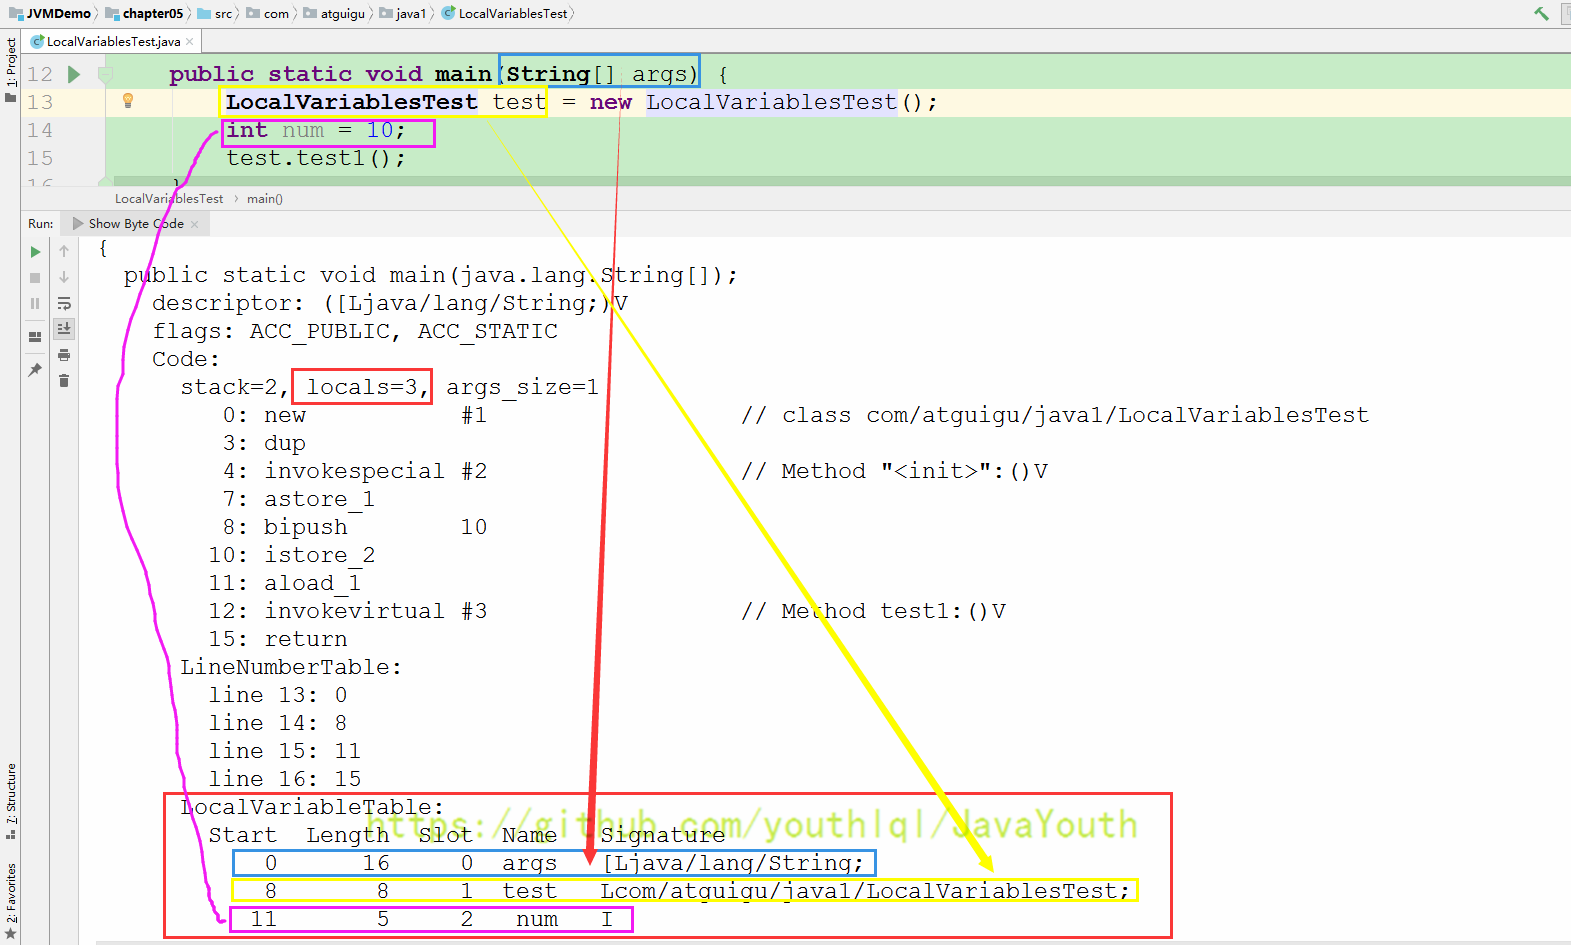 JVMDemo chapter05 src com atguigu java1 LocalVariablesTest
LocalVariablesTest.java
1: Project
12 public static void main(String[] args) {
13 LocalVariablesTest test = new LocalVariablesTest();
14 int num = 10;
15 test.test1();
16 }
LocalVariablesTest main()
Run: Show Byte Code
{
public static void main(java.lang.String[]);
descriptor: ([Ljava/lang/String;)V
flags: ACC_PUBLIC, ACC_STATIC
Code:
stack=2, locals=3, args_size=1
0: new #1 // class com/atguigu/java1/LocalVariablesTest
3: dup
4: invokespecial #2 // Method "<init>":()V
7: astore_1
8: bipush 10
10: istore_2
11: aload_1
12: invokevirtual #3 // Method test1:()V
15: return
LineNumberTable:
line 13: 0
line 14: 8
line 15: 11
line 16: 15
LocalVariableTable:
https://github.com/youthlql/JavaYouth
Start Length Slot Name Signature
0 16 0 args [Ljava/lang/String;
8 8 1 test Lcom/atguigu/java1/LocalVariablesTest;
11 5 2 num I
7: Structure
2: Favorites